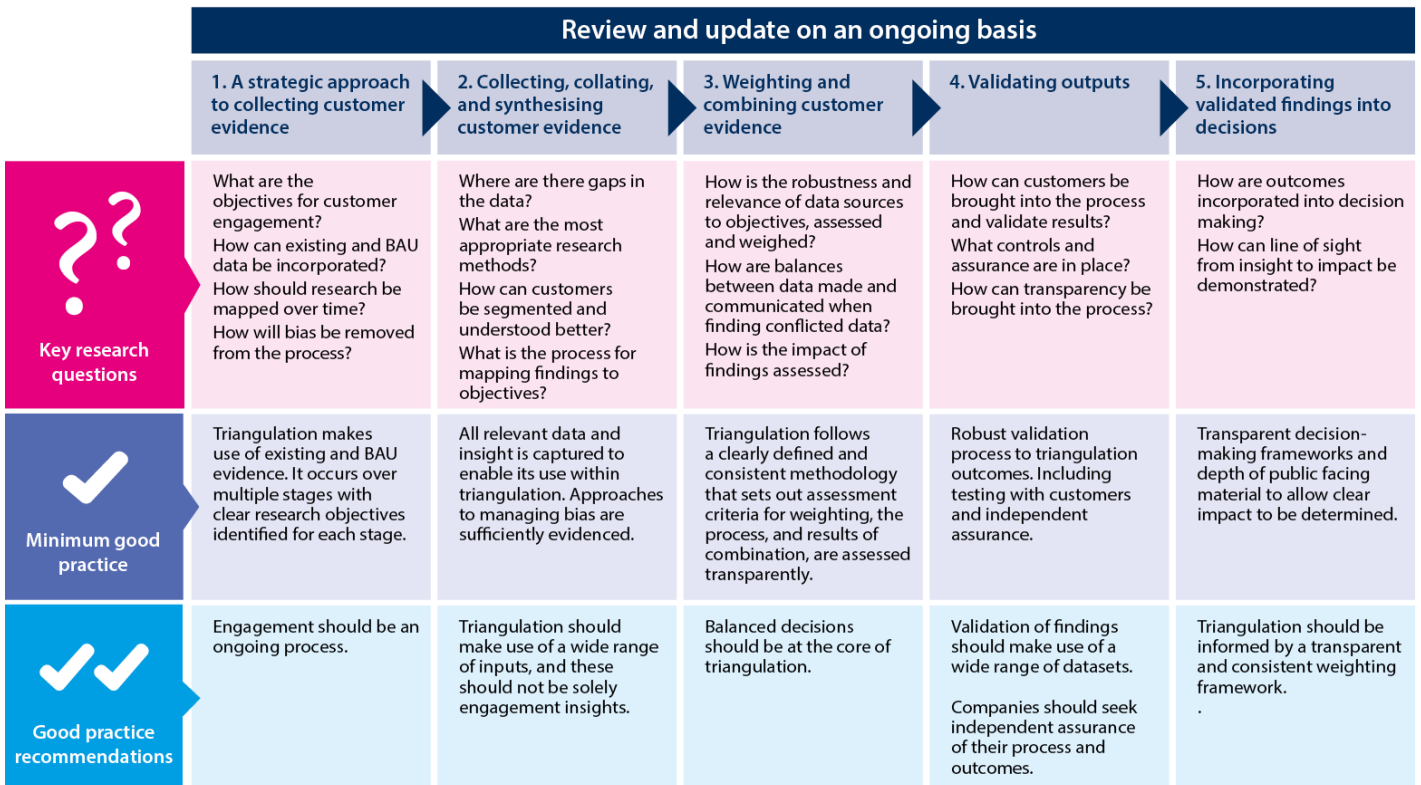 Review and update on an ongoing basis
1. A strategic approach
to collecting customer
evidence
2. Collecting, collating,
and synthesising
customer evidence
3. Weighting and
combining customer
evidence
4. Validating outputs
5. Incorporating
validated findings into
decisions
? ?
Key research
questions
What are the
objectives for customer
engagement?
How can existing and BAU
data be incorporated?
How should research be
mapped over time?
How will bias be removed
from the process?
Where are there gaps in
the data?
What are the most
appropriate research
methods?
How can customers
be segmented and
understood better?
What is the process for
mapping findings to
objectives?
How is the robustness and
relevance of data sources
to objectives, assessed
and weighed?
How are balances
between data made and
communicated when
finding conflicted data?
How is the impact of
findings assessed?
How can customers be
brought into the process
and validate results?
What controls and
assurance are in place?
How can transparency be
brought into the process?
How are outcomes
incorporated into decision
making?
How can line of sight
from insight to impact be
demonstrated?
Minimum good
practice
Triangulation makes
use of existing and BAU
evidence. It occurs over
multiple stages with
clear research objectives
identified for each stage.
All relevant data and
insight is captured to
enable its use within
triangulation. Approaches
to managing bias are
sufficiently evidenced.
Triangulation follows
a clearly defined and
consistent methodology
that sets out assessment
criteria for weighting, the
process, and results of
combination, are assessed
transparently.
Robust validation
process to triangulation
outcomes. Including
testing with customers
and independent
assurance.
Transparent decision-
making frameworks and
depth of public facing
material to allow clear
impact to be determined.
Good practice
recommendations
Engagement should be an
ongoing process.
Triangulation should
make use of a wide range
of inputs, and these
should not be solely
engagement insights.
Balanced decisions
should be at the core of
triangulation.
Validation of findings
should make use of a
wide range of datasets.
Companies should seek
independent assurance
of their process and
outcomes.
Triangulation should be
informed by a transparent
and consistent weighting
framework.
.